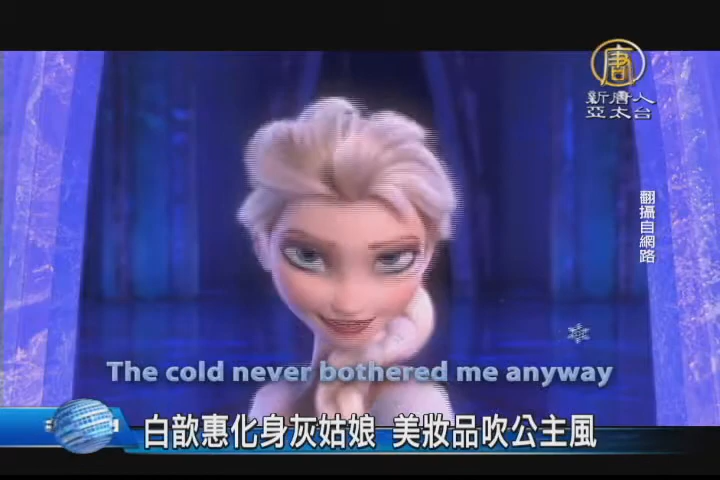 唐
新唐人
亞太台
翻攝自網路
The cold never bothered me anyway
白歆惠化身灰姑娘 美妝品吹公主風